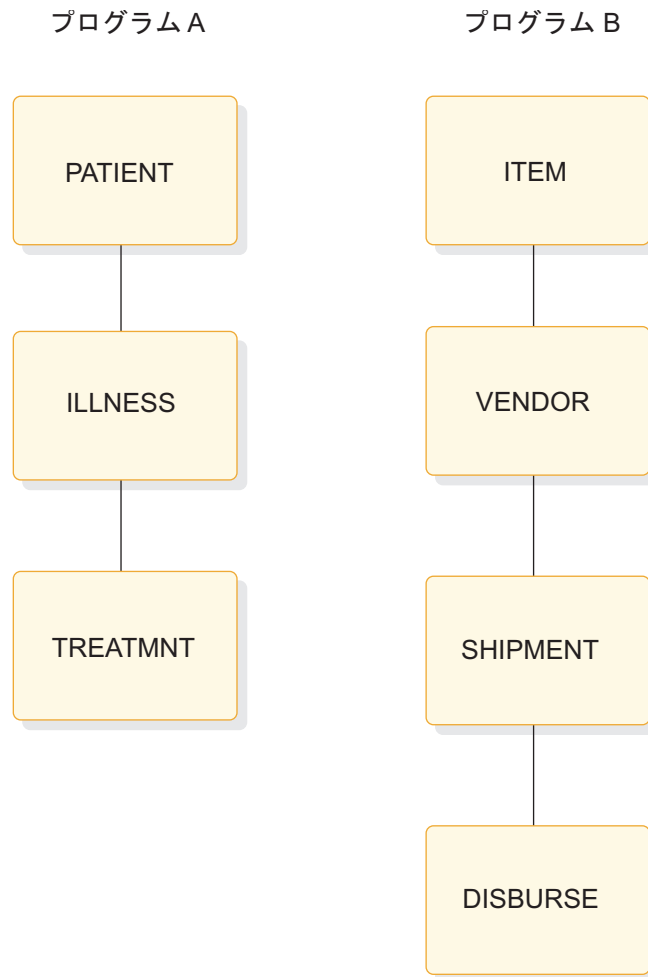 プログラム A
PATIENT
ILLNESS
TREATMNT
プログラム B
ITEM
VENDOR
SHIPMENT
DISBURSE